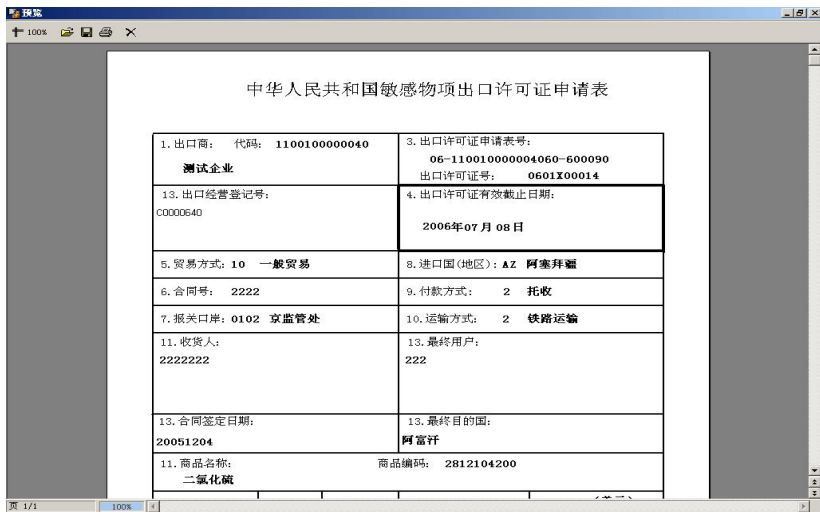 预览
100%
中华人民共和国敏感物项出口许可证申请表
1.出口商: 代码: 1100100000040
测试企业
3.出口许可证申请表号:
06-110010000004060-600090
出口许可证号: 0601X00014
13.出口经营登记号:
C0000640
4.出口许可证有效截止日期:
2006年07月08日
5.贸易方式: 10 一般贸易
8.进口国(地区): AZ 阿塞拜疆
6.合同号: 2222
9.付款方式: 2 托收
7.报关口岸: 0102 京监管处
10.运输方式: 2 铁路运输
11.收货人:
2222222
13.最终用户:
222
13.合同签定日期:
20051204
13.最终目的国:
阿富汗
11.商品名称: 商品编码: 2812104200
二氯化硫
页 1/1
100%